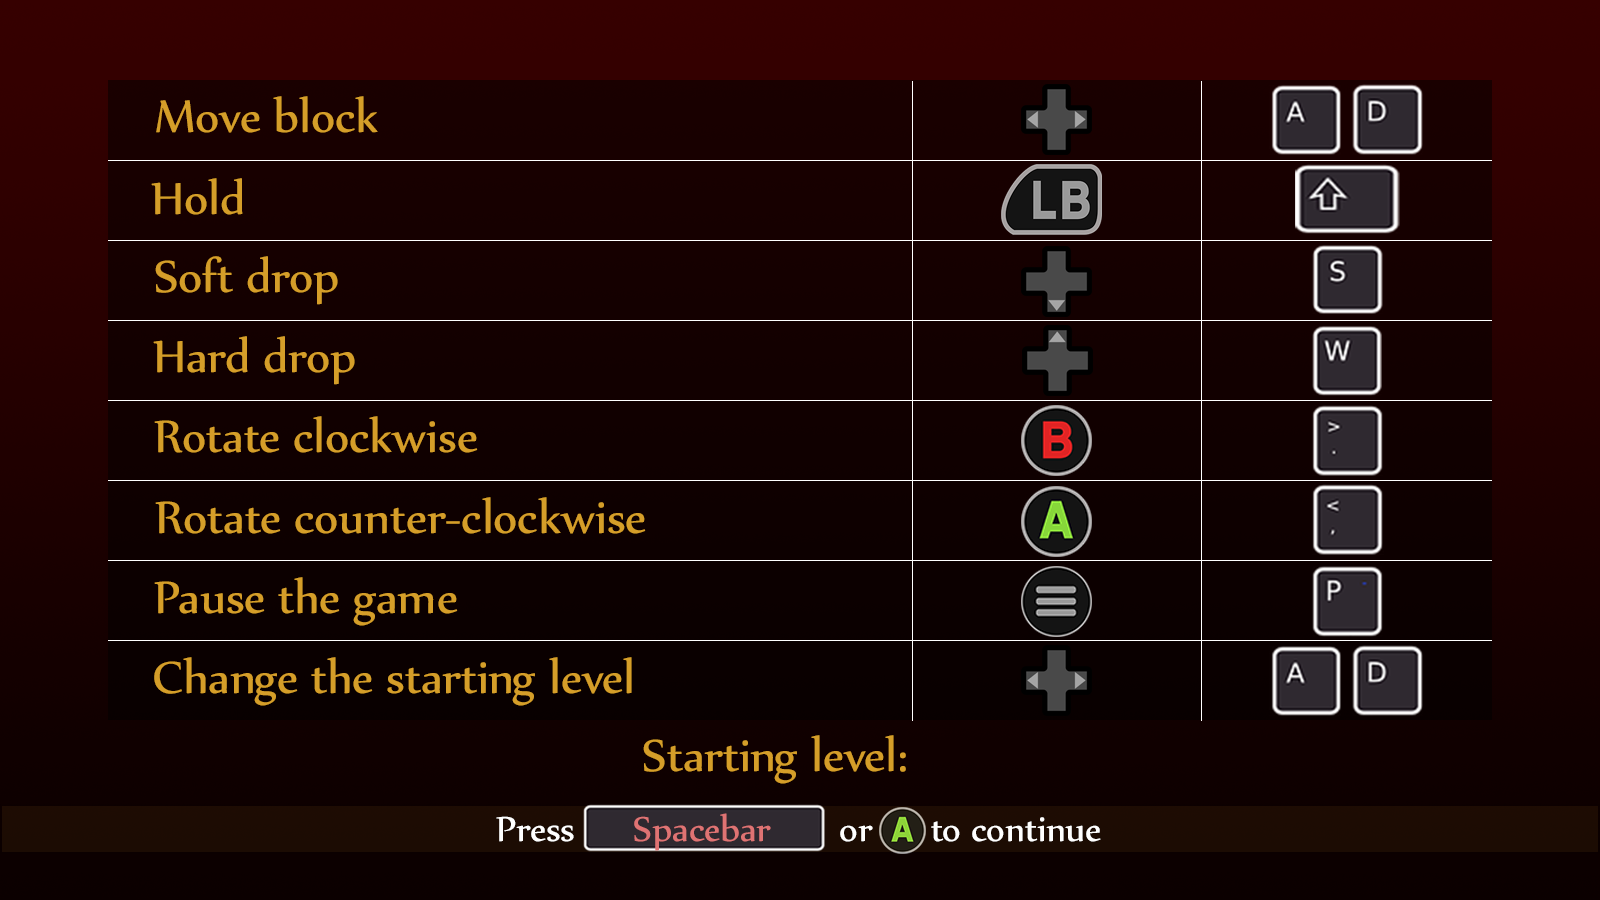 Move block A D
Hold LB
Soft drop S
Hard drop W
Rotate clockwise B > .
Rotate counter-clockwise A < ,
Pause the game P
Change the starting level A D
Starting level:
Press Spacebar or A to continue